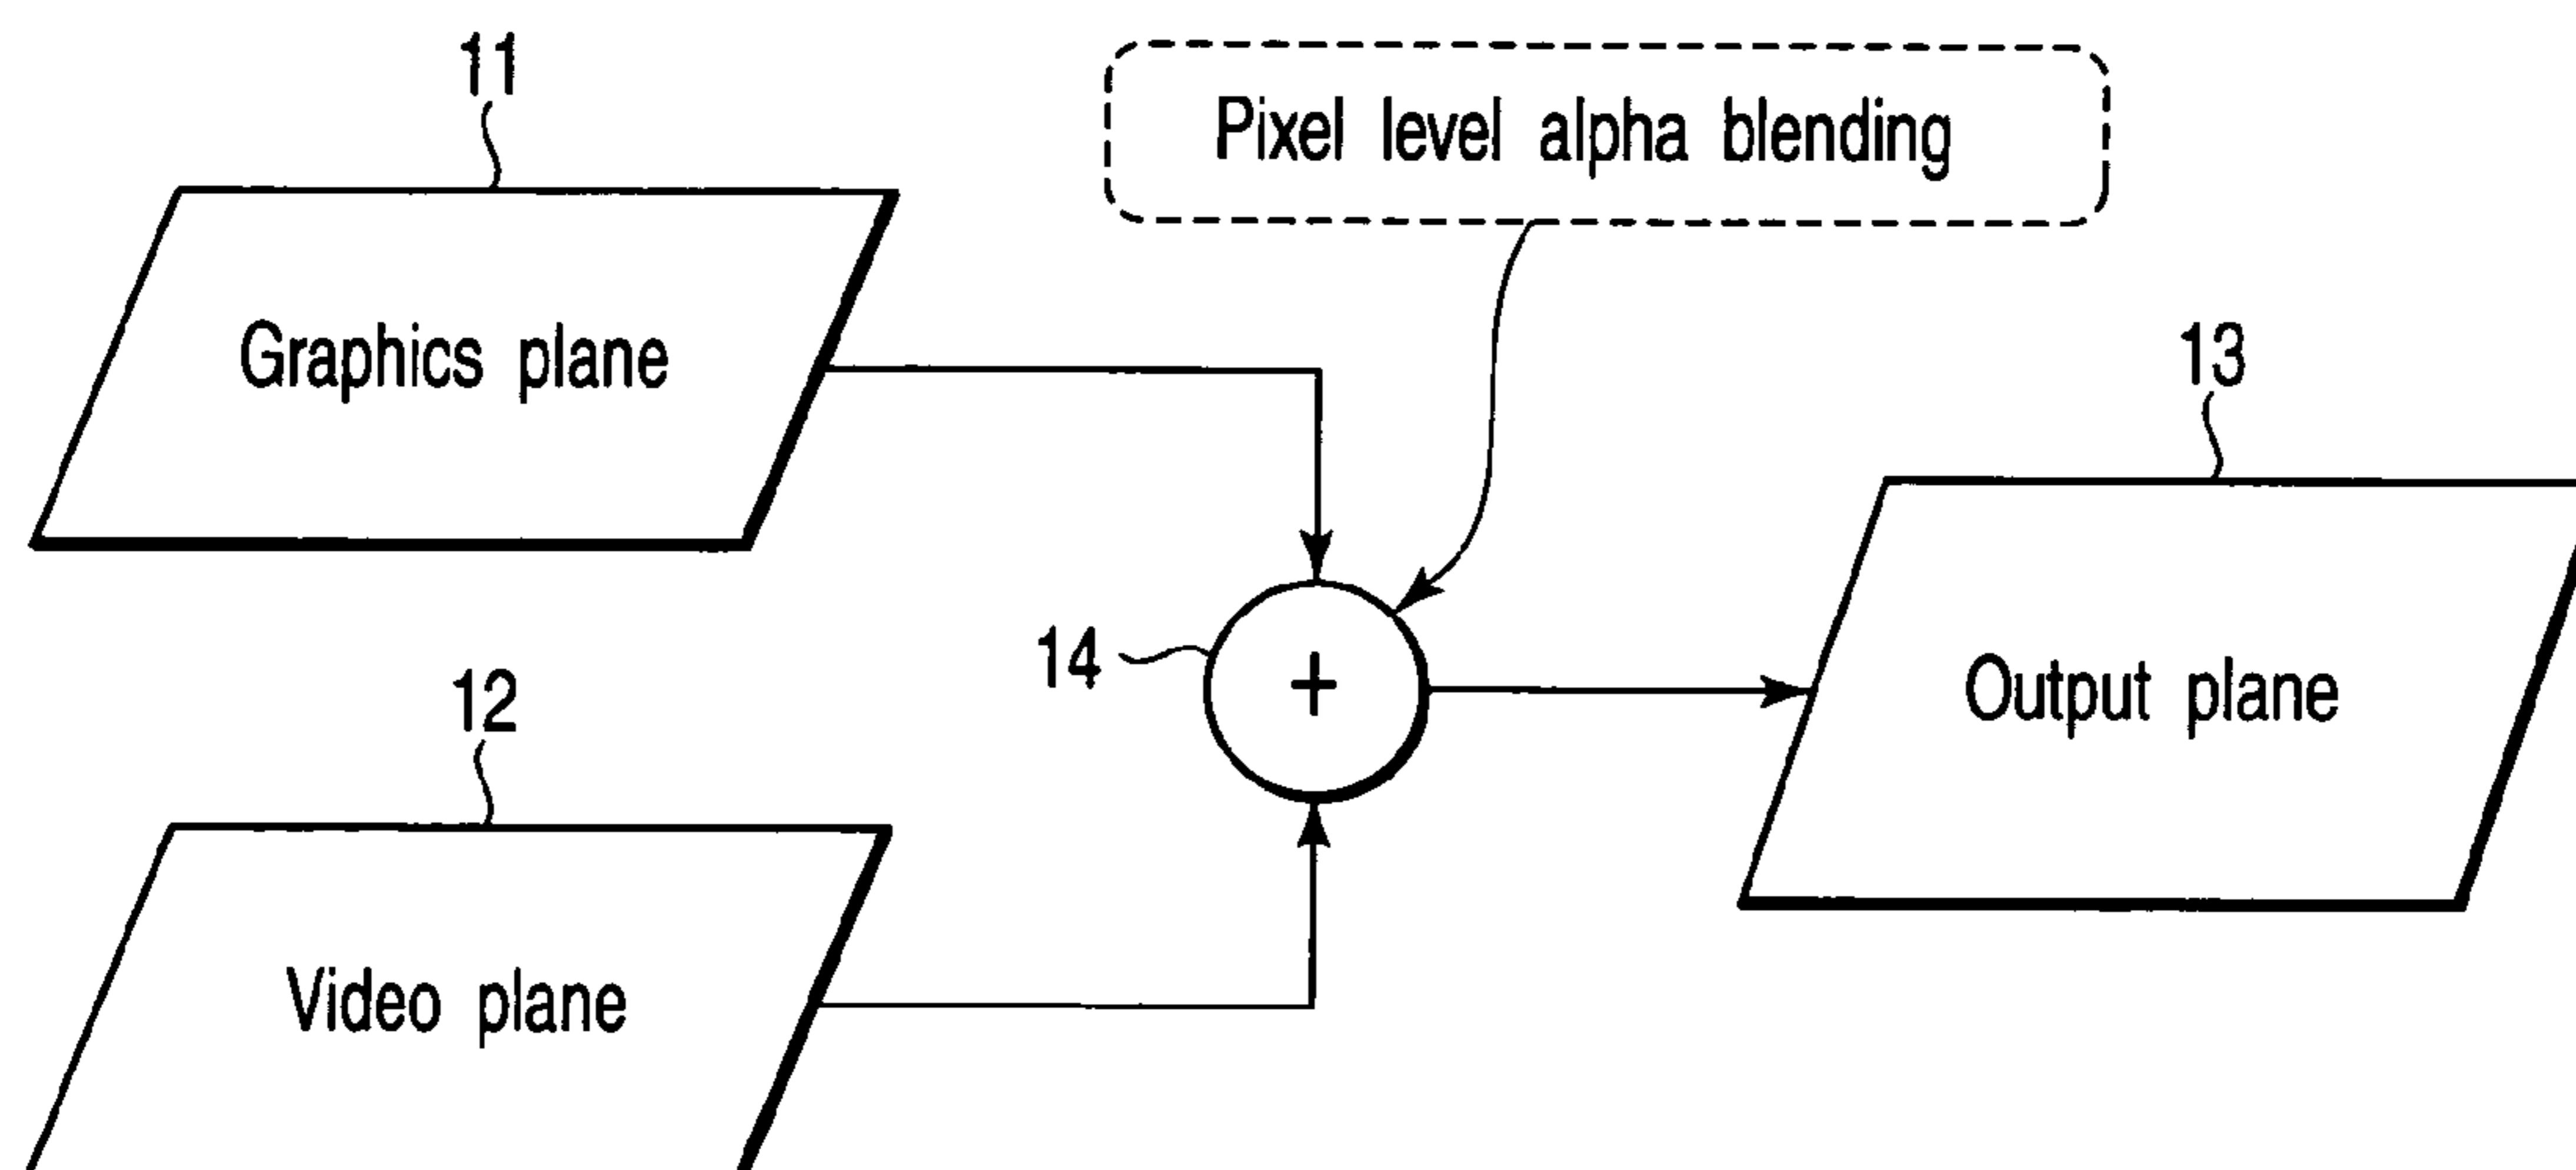 11
Pixel level alpha blending
Graphics plane
13
14
+
Output plane
12
Video plane